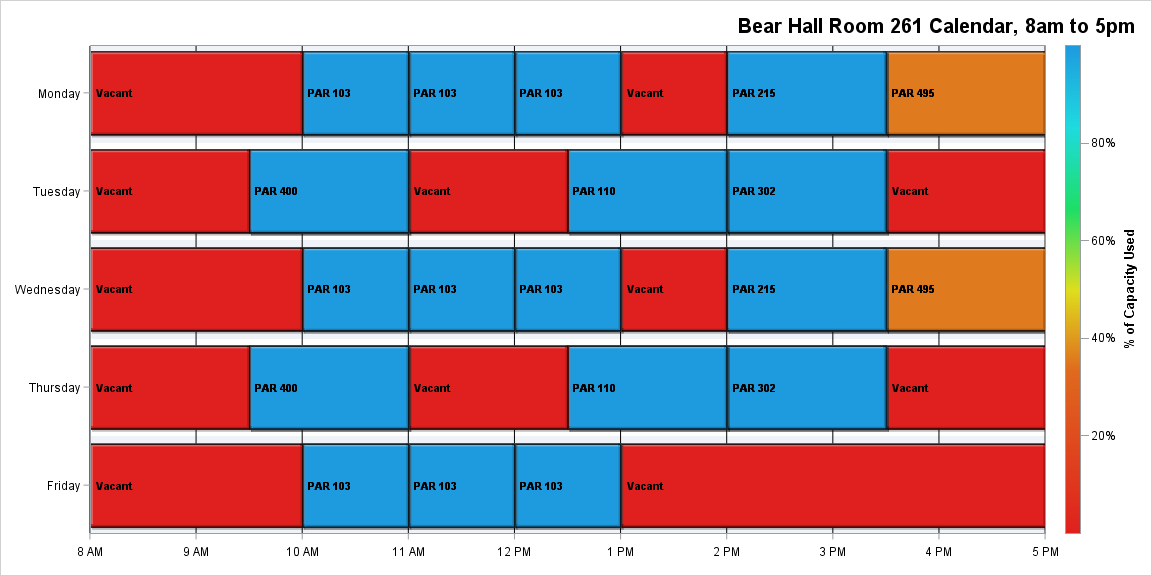 Bear Hall Room 261 Calendar, 8am to 5pm
Monday
Vacant
PAR 103
PAR 103
PAR 103
Vacant
PAR 215
PAR 495
Tuesday
Vacant
PAR 400
Vacant
PAR 110
PAR 302
Vacant
Wednesday
Vacant
PAR 103
PAR 103
PAR 103
Vacant
PAR 215
PAR 495
Thursday
Vacant
PAR 400
Vacant
PAR 110
PAR 302
Vacant
Friday
Vacant
PAR 103
PAR 103
PAR 103
Vacant
8 AM
9 AM
10 AM
11 AM
12 PM
1 PM
2 PM
3 PM
4 PM
5 PM
80%
60%
40%
20%
% of Capacity Used